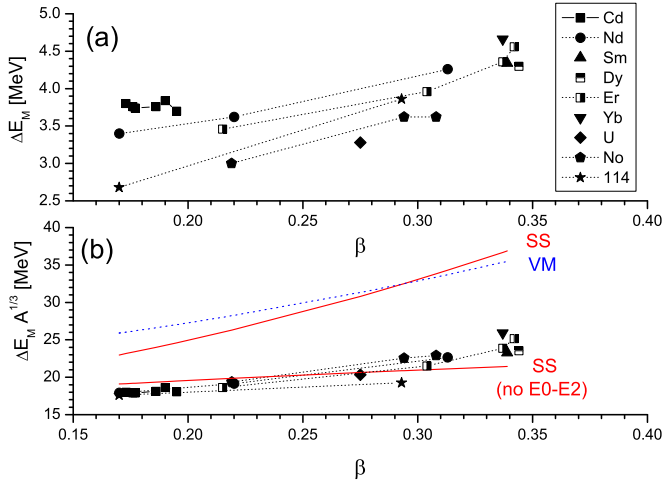 (a)
ΔE_M [MeV]
5.0
4.5
4.0
3.5
3.0
2.5
0.20 0.25 0.30 0.35 0.40
β
Cd
Nd
Sm
Dy
Er
Yb
U
No
114
(b)
ΔE_M A^1/3 [MeV]
40
35
30
25
20
15
SS
VM
SS
(no E0-E2)
0.15 0.20 0.25 0.30 0.35 0.40
β